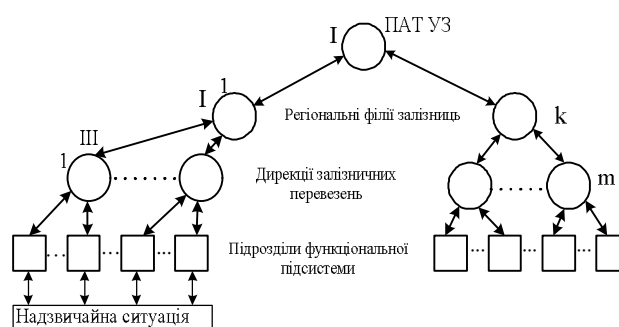 I ПАТ УЗ
1
I
Регіональні філії залізниць
k
III
1
Дирекції залізничних
перевезень
m
Підрозділи функціональної
підсистеми
Надзвичайна ситуація